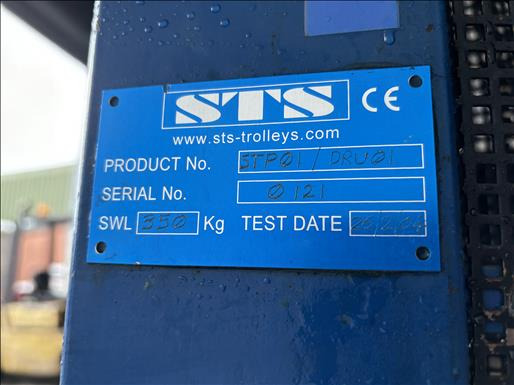 STS CE
www.sts-trolleys.com
PRODUCT No. STP01 / DRU01
SERIAL No. 0121
SWL 350 Kg TEST DATE